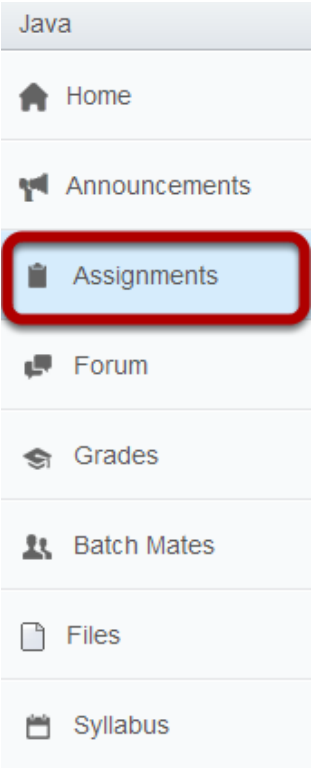 Java
Home
Announcements
Assignments
Forum
Grades
Batch Mates
Files
Syllabus